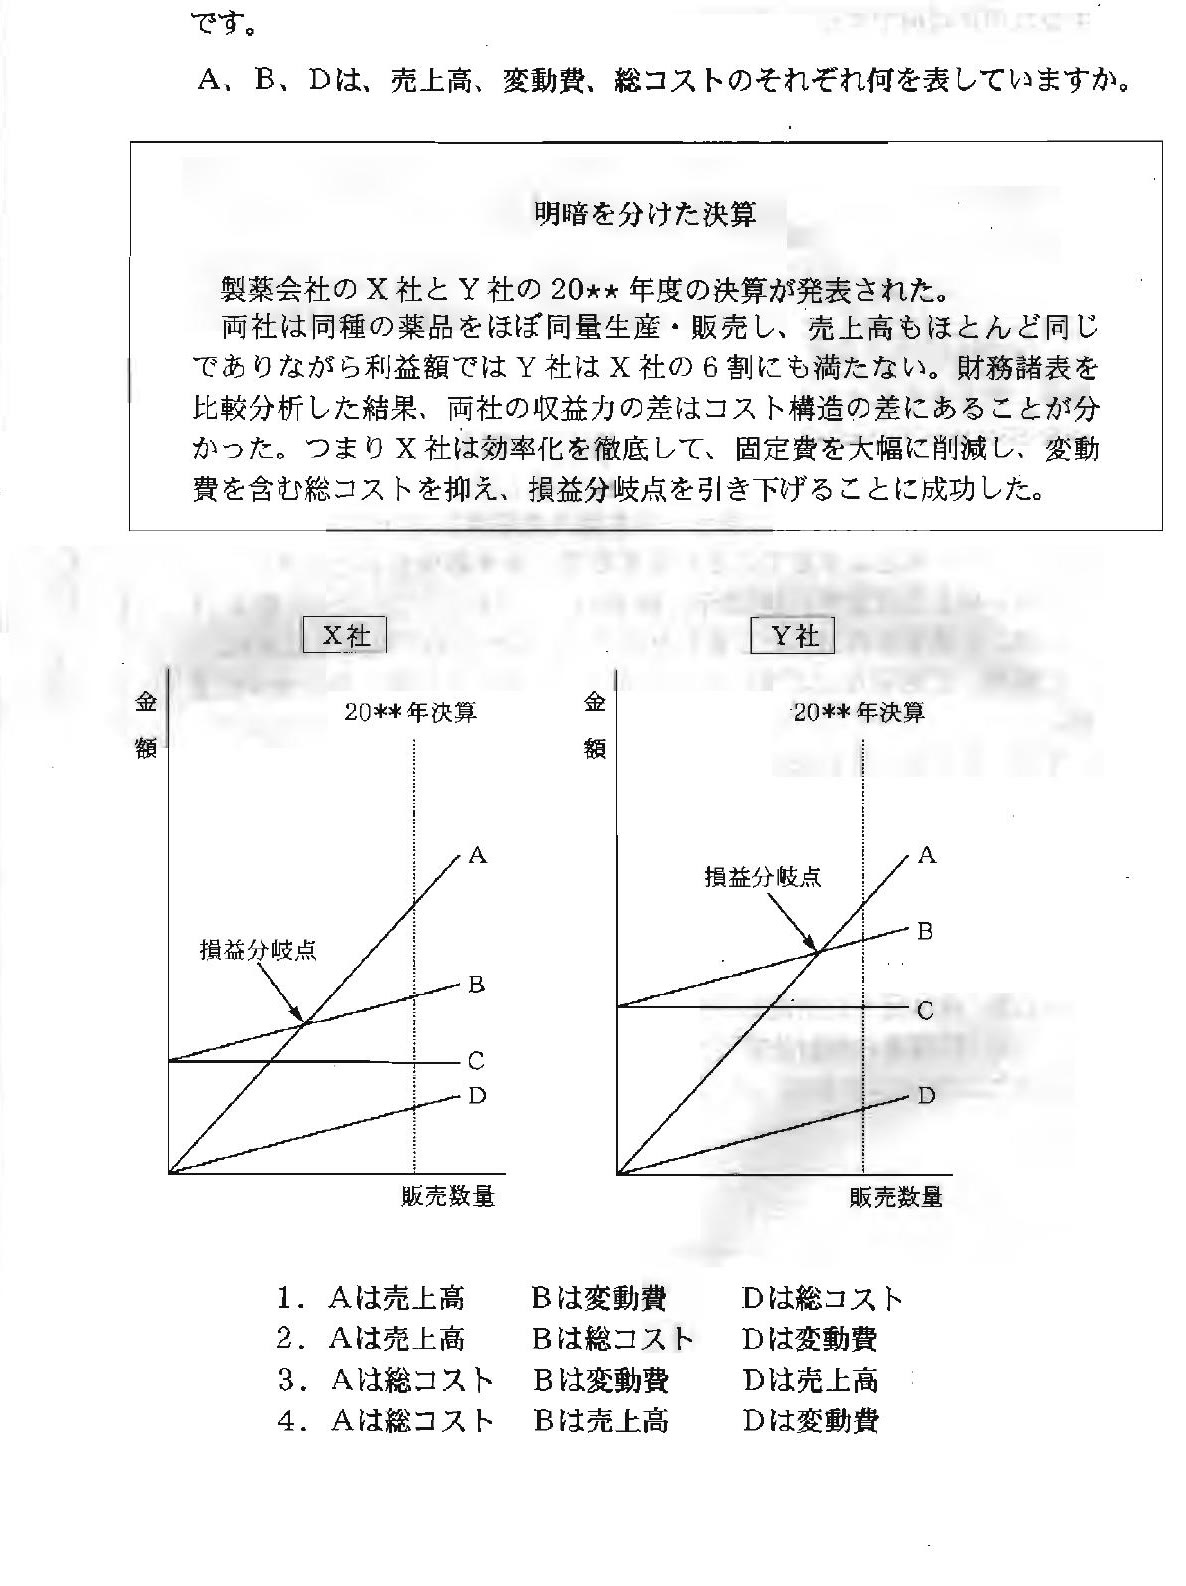 です。
A、B、Dは、売上高、変動費、総コストのそれぞれ何を表していますか。
明暗を分けた決算
製薬会社のX社とY社の20**年度の決算が発表された。
両社は同種の薬品をほぼ同量生産・販売し、売上高もほとんど同じ
でありながら利益額ではY社はX社の6割にも満たない。財務諸表を
比較分析した結果、両社の収益力の差はコスト構造の差にあることが分
かった。つまりX社は効率化を徹底して、固定費を大幅に削減し、変動
費を含む総コストを抑え、損益分岐点を引き下げることに成功した。
X社
金額
20**年決算
A
損益分岐点
B
C
D
販売数量
Y社
金額
20**年決算
損益分岐点
A
B
C
D
販売数量
1. Aは売上高 Bは変動費 Dは総コスト
2. Aは売上高 Bは総コスト Dは変動費
3. Aは総コスト Bは変動費 Dは売上高
4. Aは総コスト Bは売上高 Dは変動費